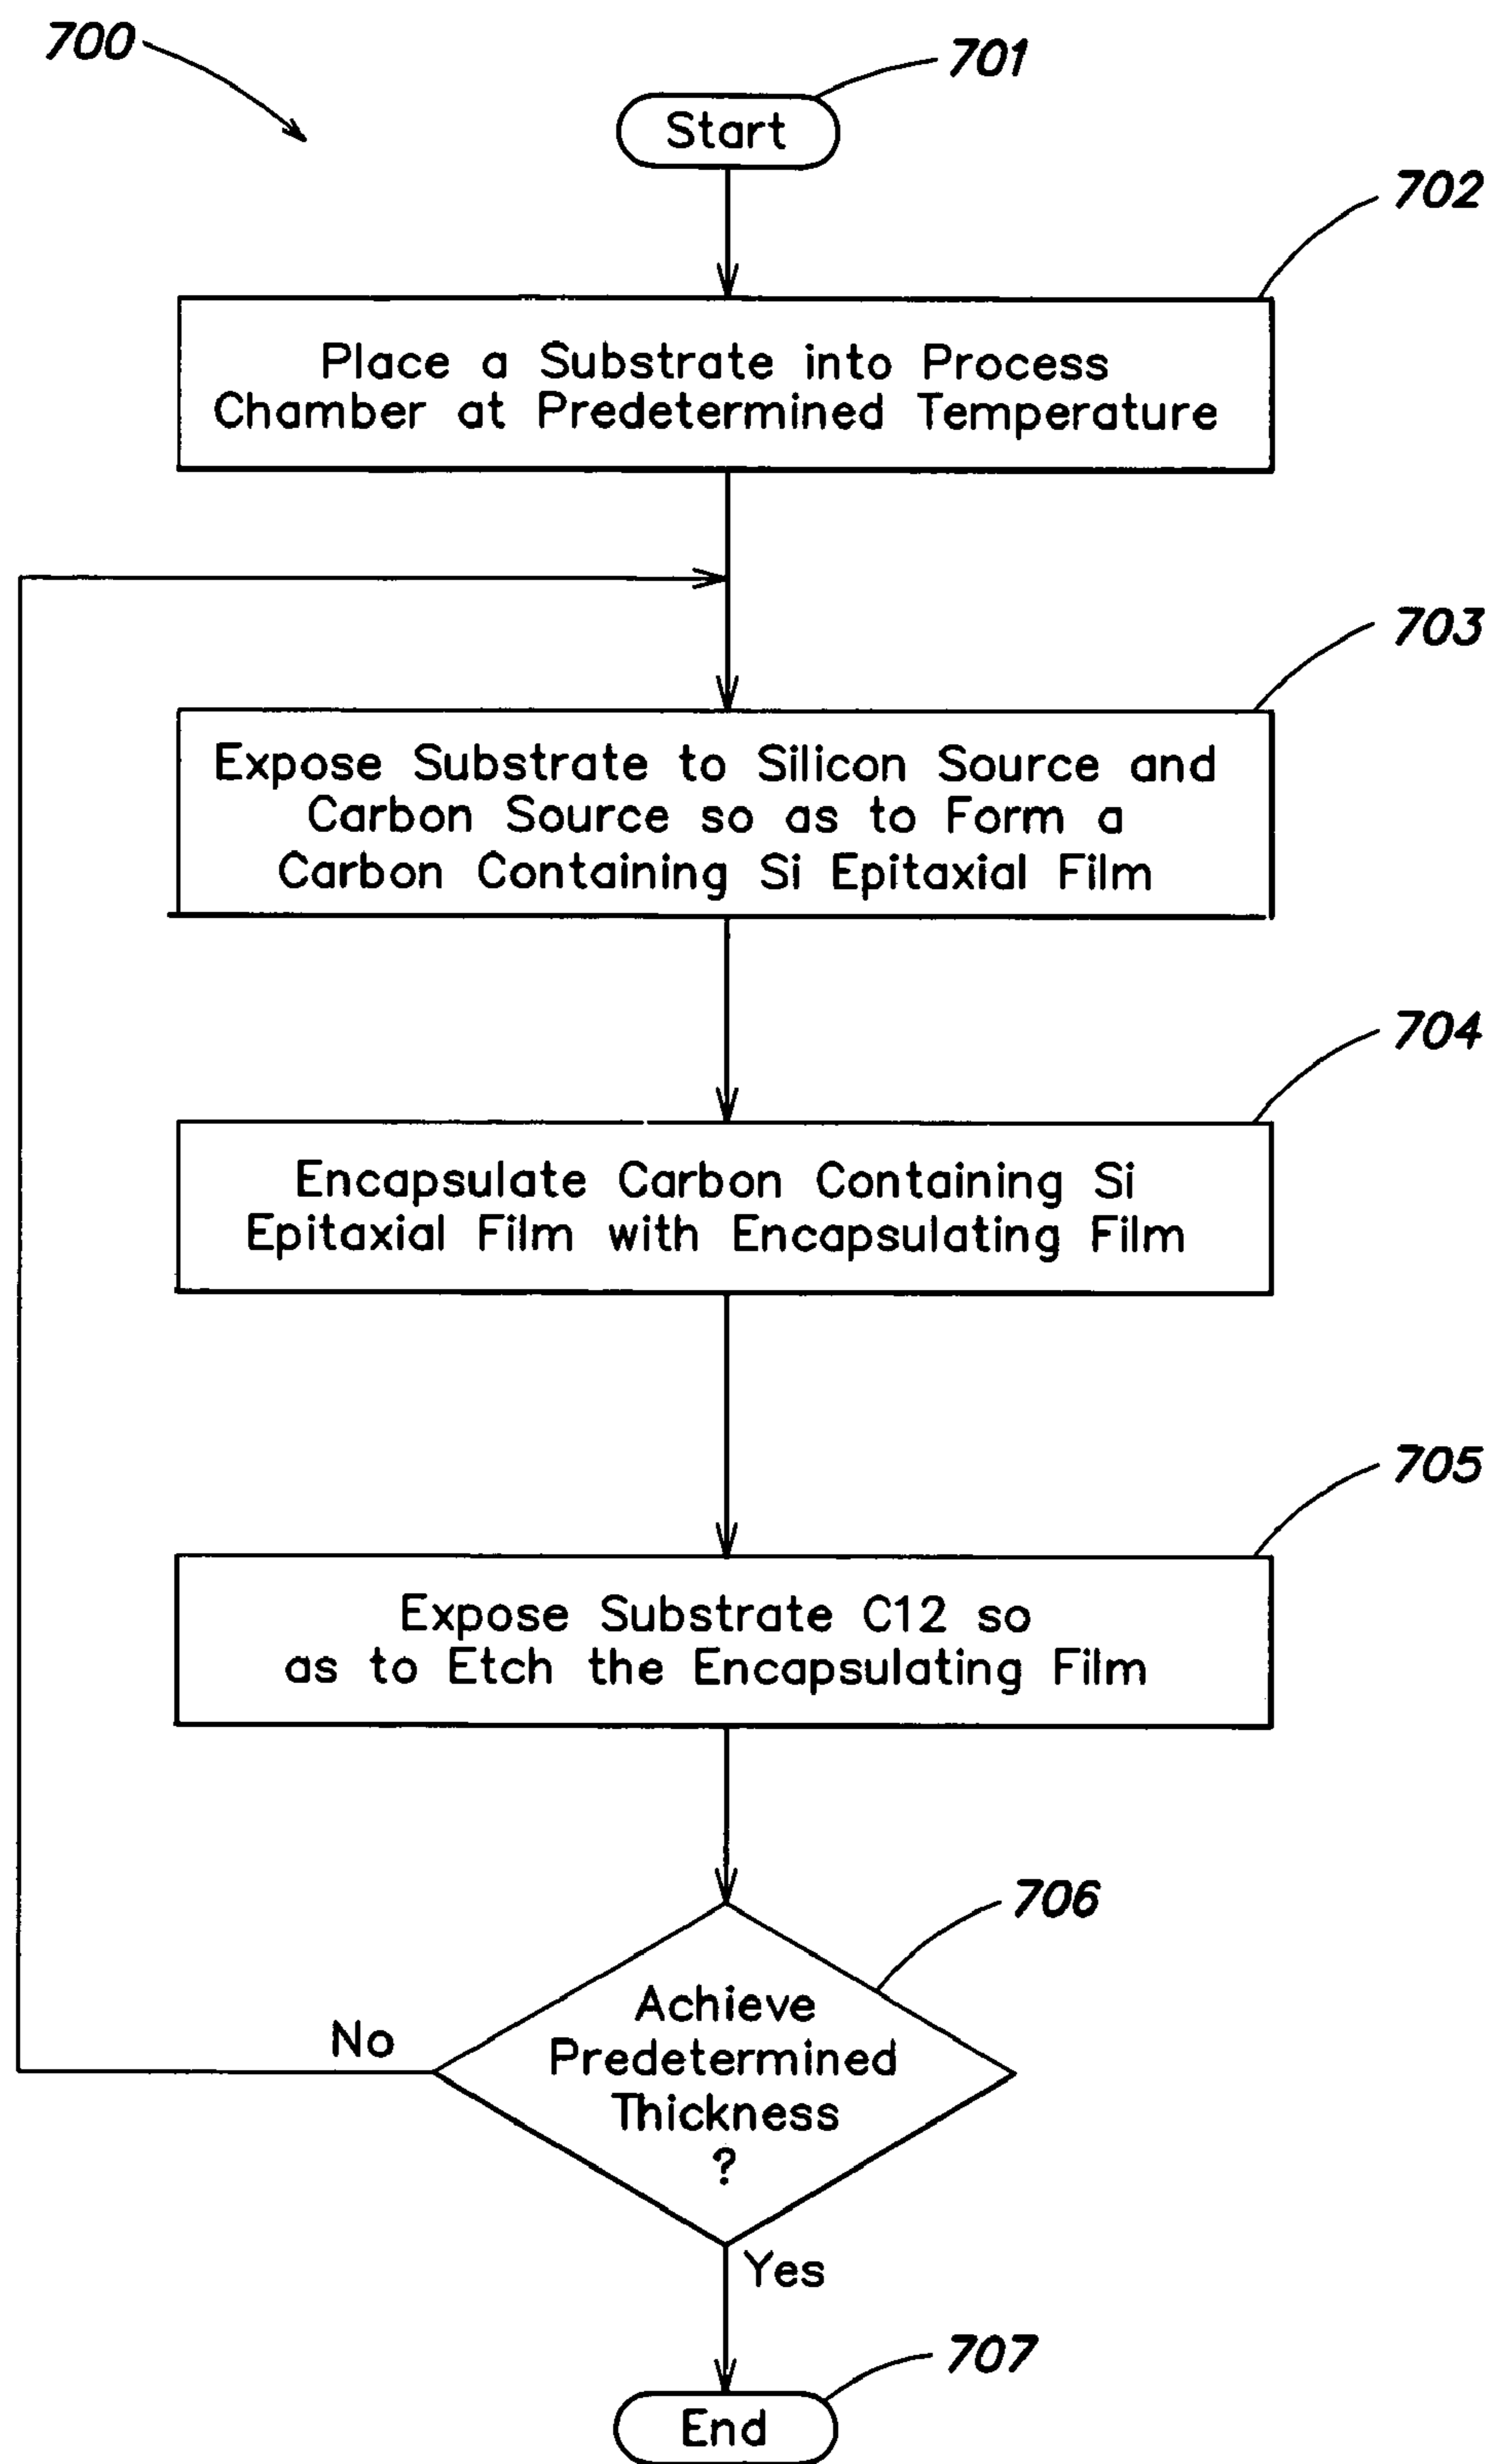 700
701
Start
702
Place a Substrate into Process
Chamber at Predetermined Temperature
703
Expose Substrate to Silicon Source and
Carbon Source so as to Form a
Carbon Containing Si Epitaxial Film
704
Encapsulate Carbon Containing Si
Epitaxial Film with Encapsulating Film
705
Expose Substrate C12 so
as to Etch the Encapsulating Film
706
Achieve
Predetermined
Thickness
?
No
Yes
707
End